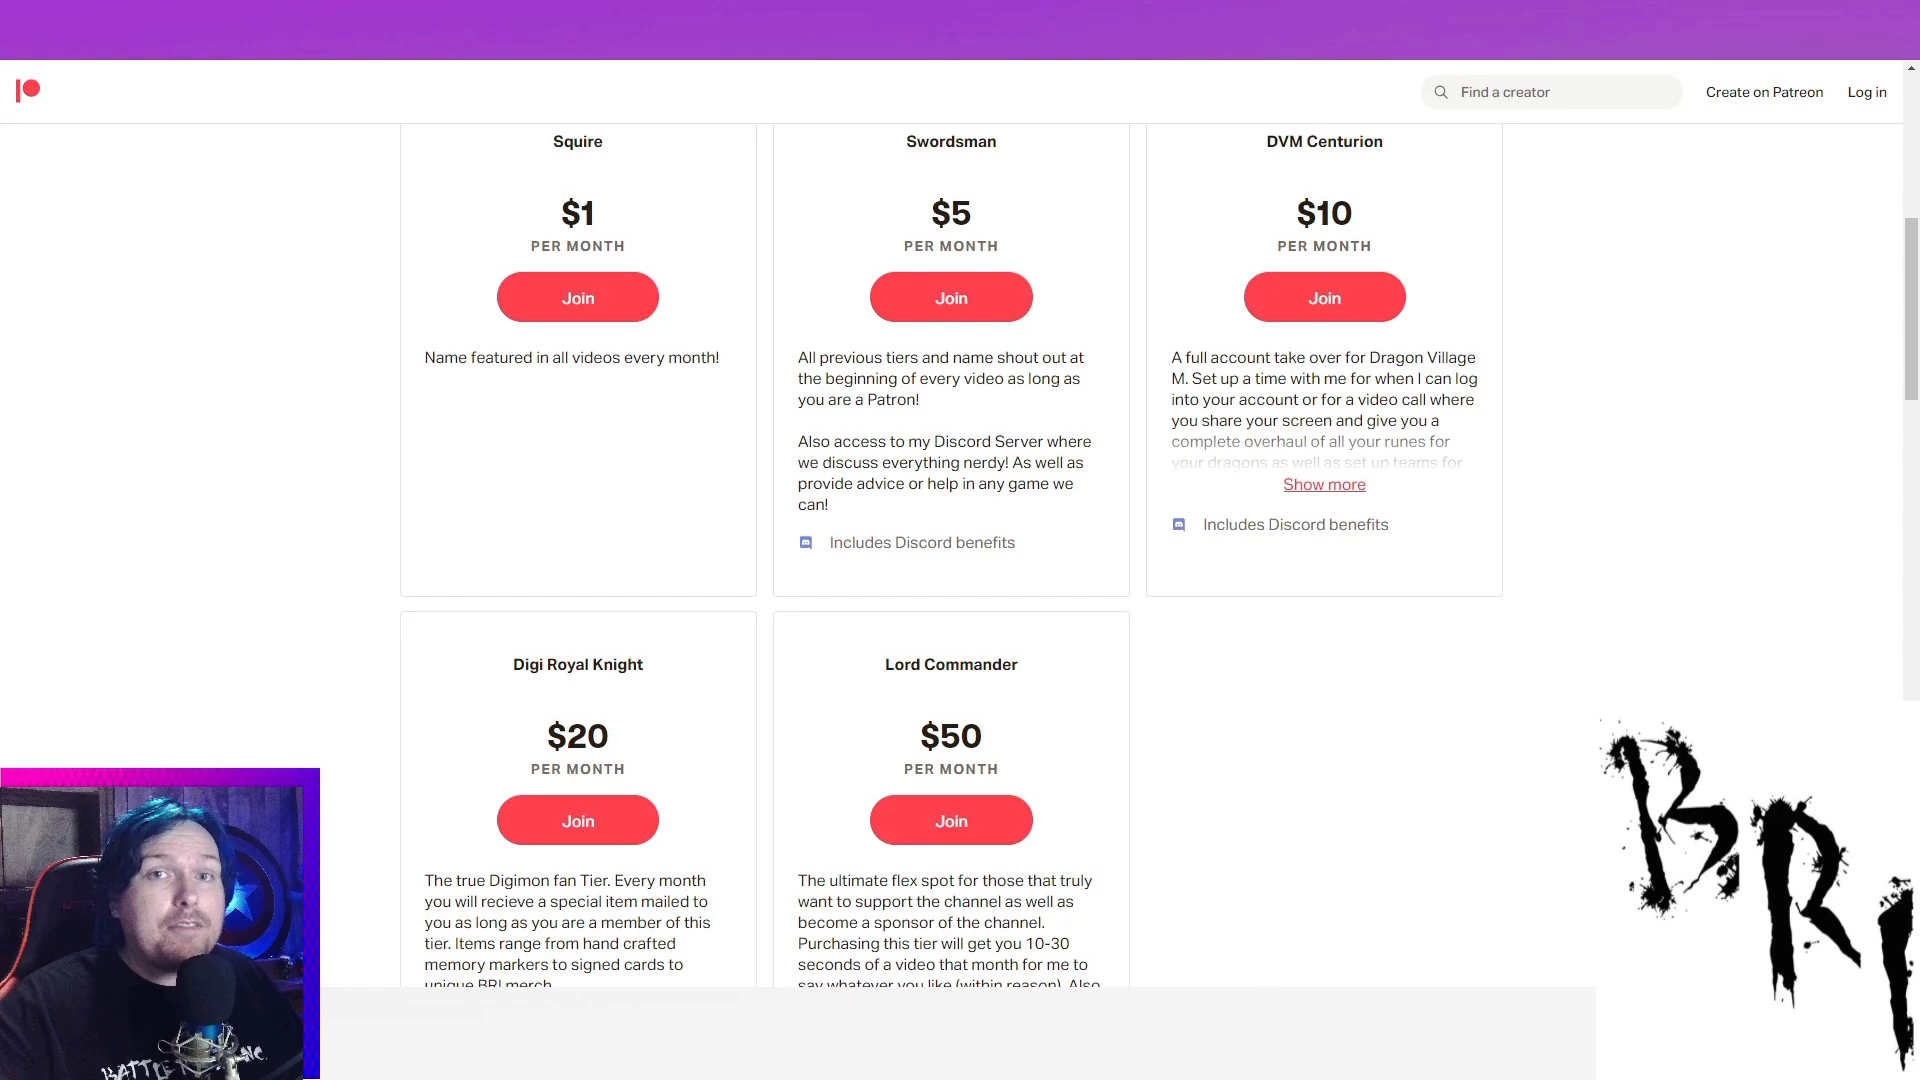 Find a creator
Create on Patreon
Log in
Squire
$1
PER MONTH
Join
Name featured in all videos every month!
Swordsman
$5
PER MONTH
Join
All previous tiers and name shout out at
the beginning of every video as long as
you are a Patron!
Also access to my Discord Server where
we discuss everything nerdy! As well as
provide advice or help in any game we
can!
Includes Discord benefits
DVM Centurion
$10
PER MONTH
Join
A full account take over for Dragon Village
M. Set up a time with me for when I can log
into your account or for a video call where
you share your screen and give you a
complete overhaul of all your runes for
your dragons as well as set up teams for
Show more
Includes Discord benefits
Digi Royal Knight
$20
PER MONTH
Join
The true Digimon fan Tier. Every month
you will recieve a special item mailed to
you as long as you are a member of this
tier. Items range from hand crafted
memory markers to signed cards to
unique BRI merch
Lord Commander
$50
PER MONTH
Join
The ultimate flex spot for those that truly
want to support the channel as well as
become a sponsor of the channel.
Purchasing this tier will get you 10-30
seconds of a video that month for me to
say whatever you like (within reason). Also
BRI